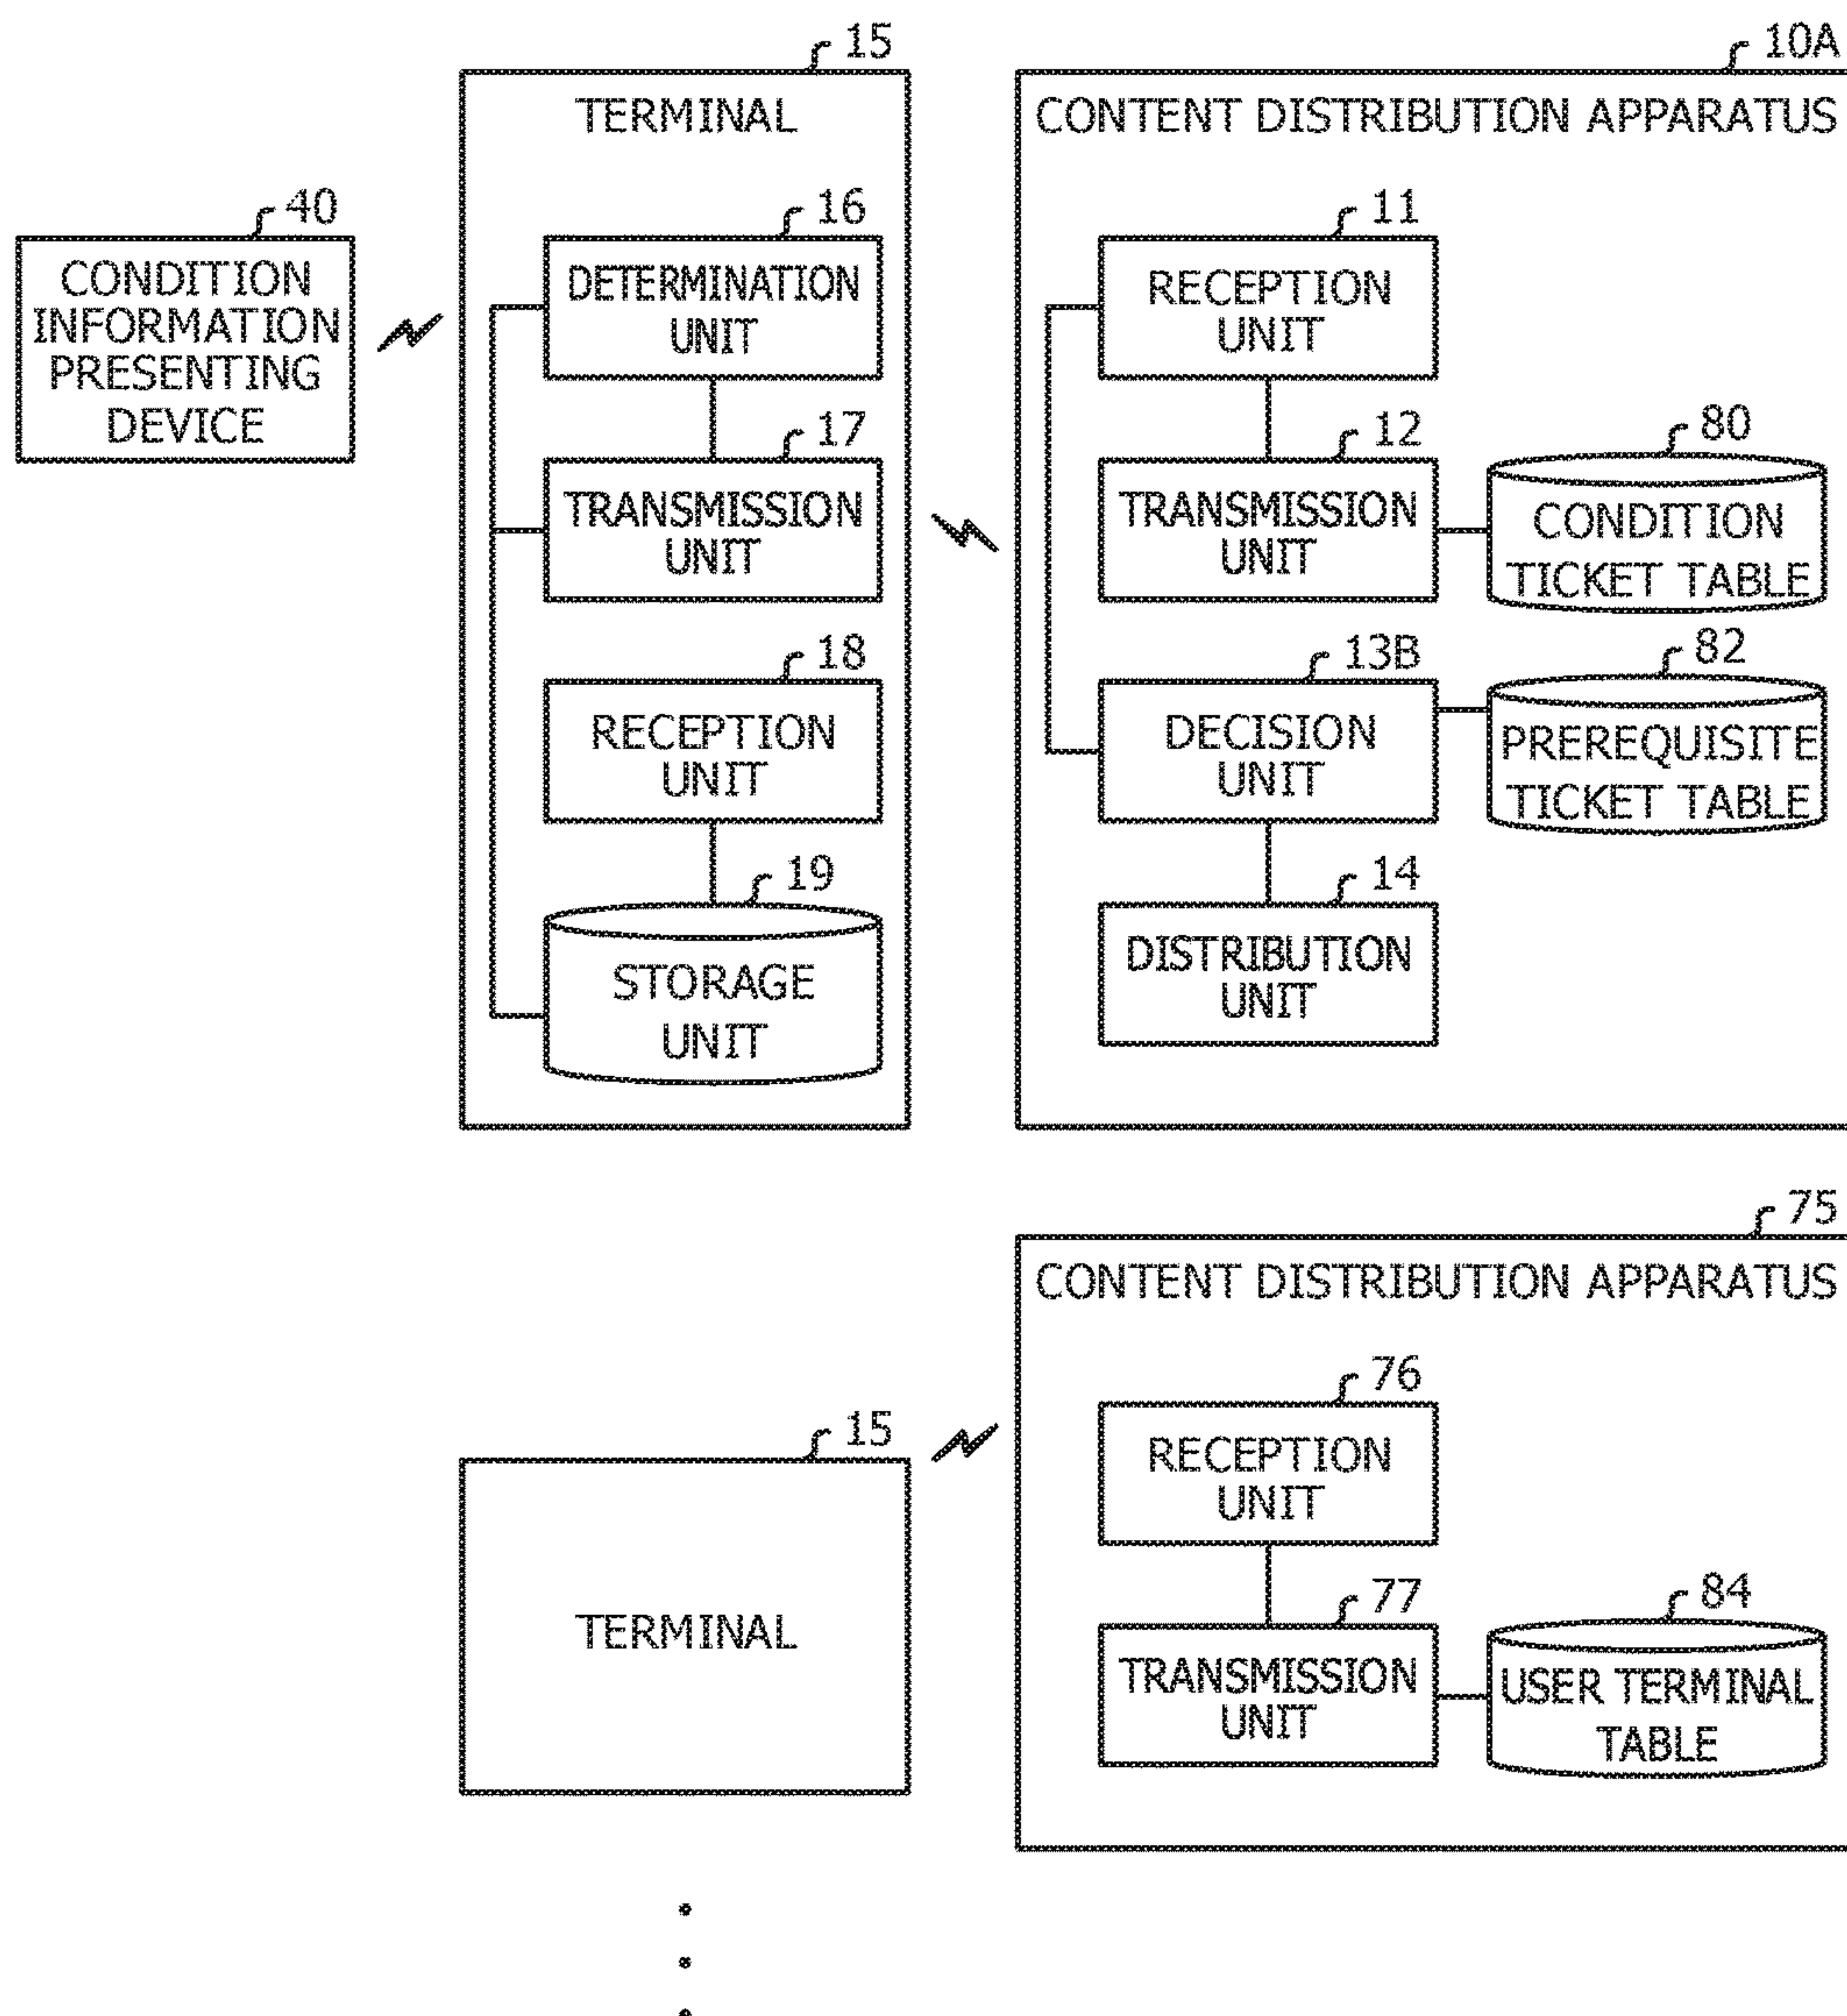 15
TERMINAL
10A
CONTENT DISTRIBUTION APPARATUS
40
CONDITION
INFORMATION
PRESENTING
DEVICE
16
DETERMINATION
UNIT
17
TRANSMISSION
UNIT
18
RECEPTION
UNIT
19
STORAGE
UNIT
11
RECEPTION
UNIT
12
TRANSMISSION
UNIT
80
CONDITION
TICKET TABLE
13B
DECISION
UNIT
82
PREREQUISITE
TICKET TABLE
14
DISTRIBUTION
UNIT
75
CONTENT DISTRIBUTION APPARATUS
15
TERMINAL
76
RECEPTION
UNIT
77
TRANSMISSION
UNIT
84
USER TERMINAL
TABLE